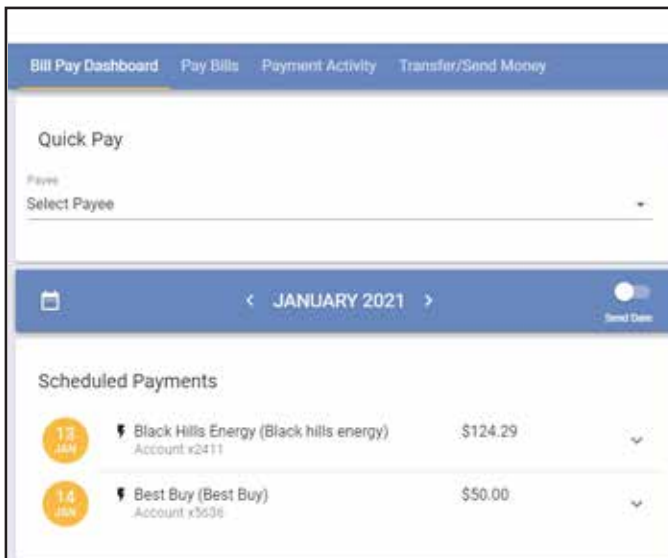 Bill Pay Dashboard Pay Bills Payment Activity Transfer/Send Money
Quick Pay
Payee
Select Payee
JANUARY 2021
Send Date
Scheduled Payments
13 JAN
Black Hills Energy (Black hills energy) $124.29
Account x2411
14 JAN
Best Buy (Best Buy) $50.00
Account x5636